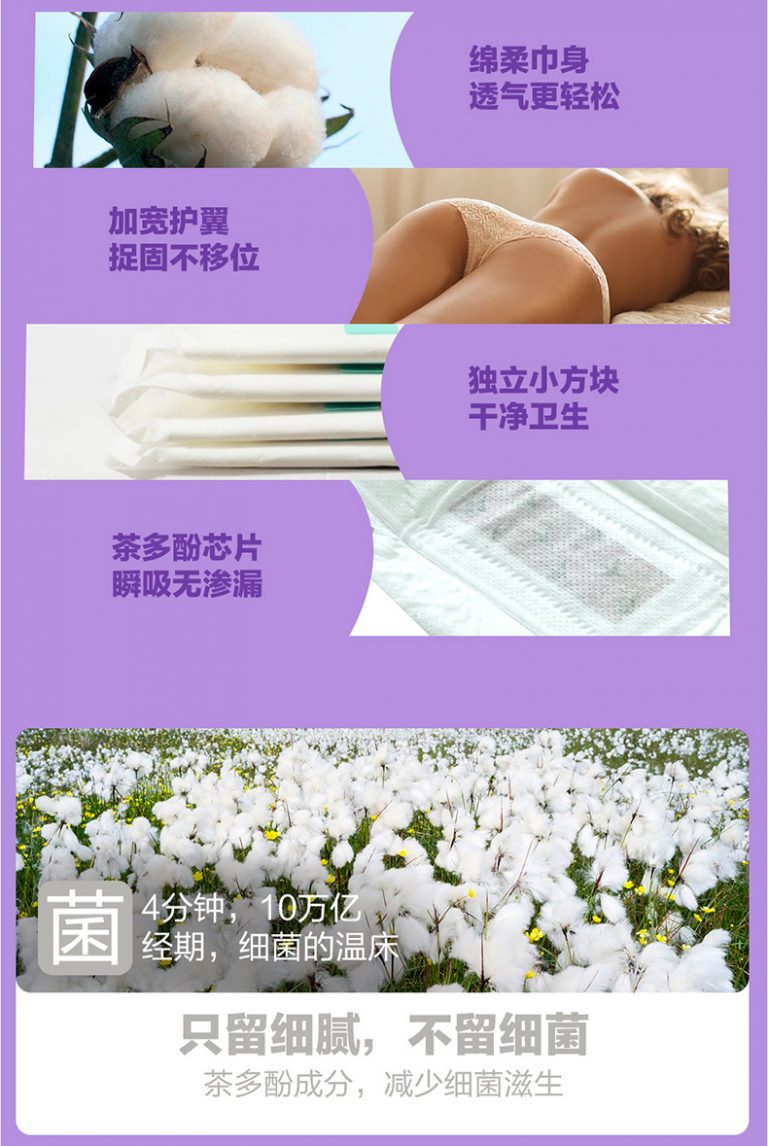 绵柔巾身
透气更轻松
加宽护翼
捉固不移位
独立小方块
干净卫生
茶多酚芯片
瞬吸无渗漏
菌
4分钟，10万亿
经期，细菌的温床
只留细腻，不留细菌
茶多酚成分，减少细菌滋生